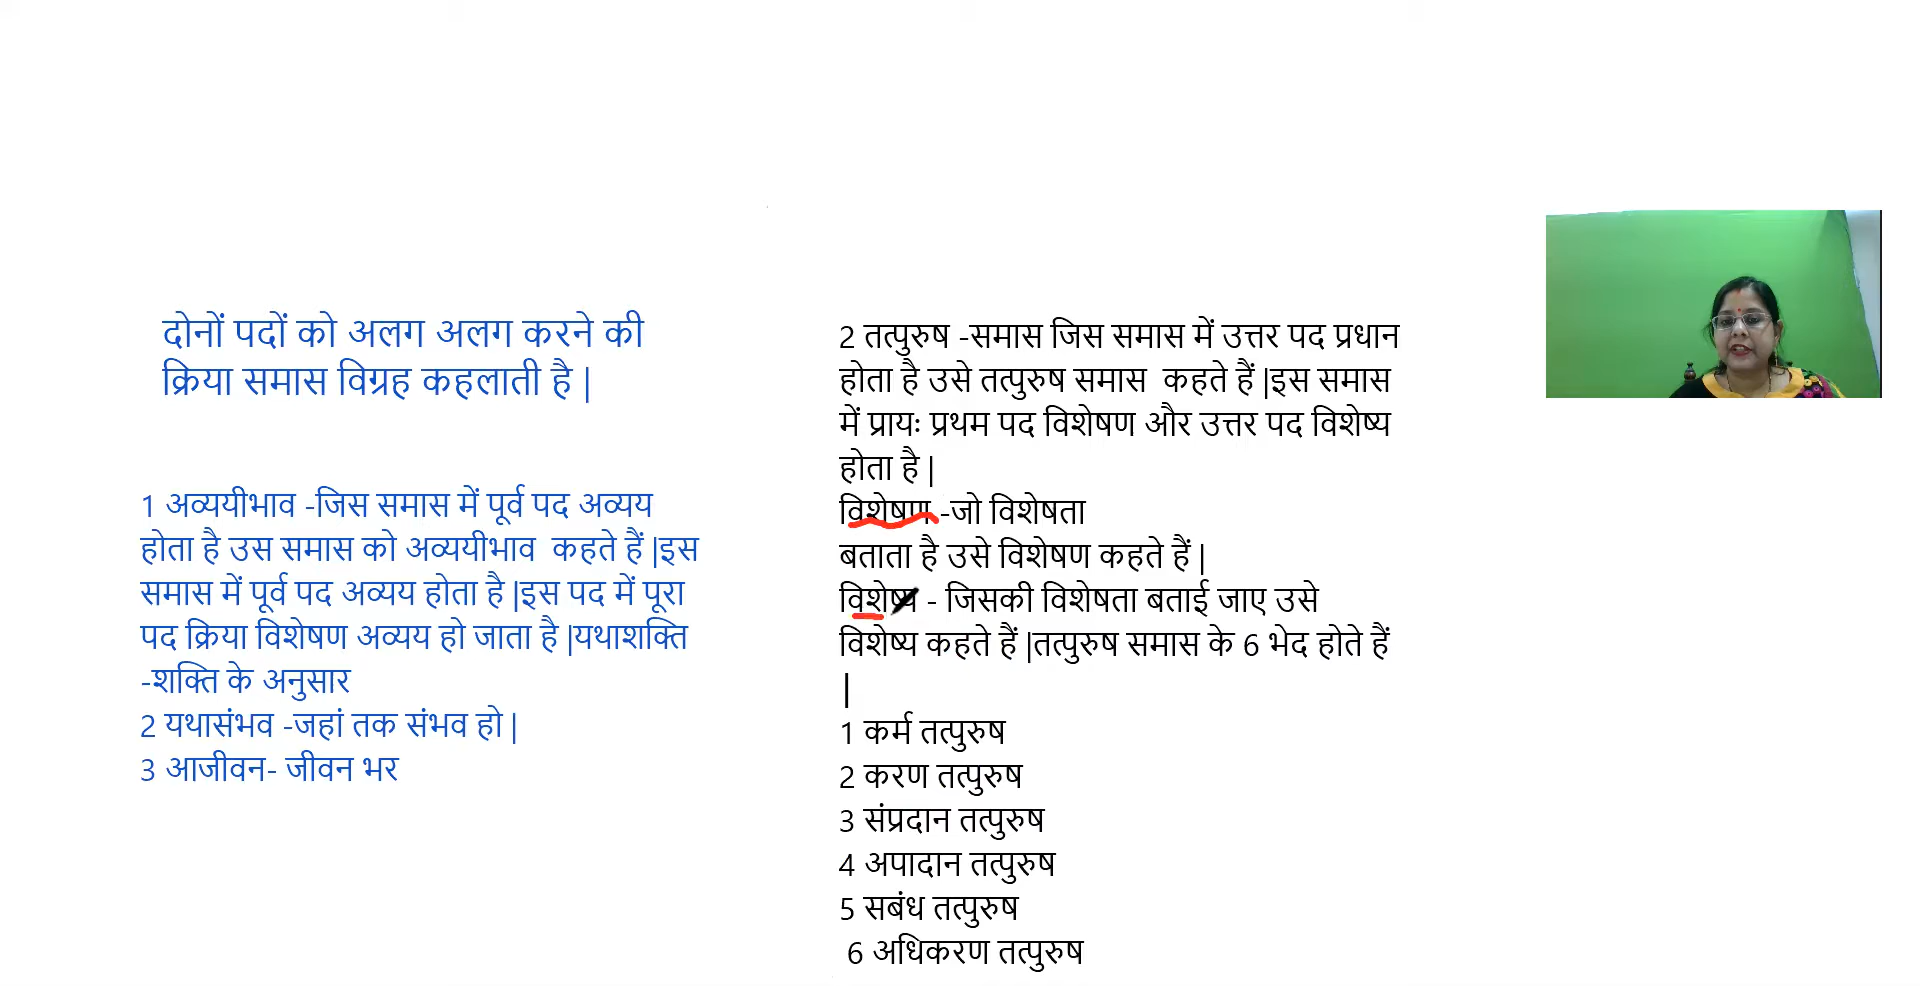 दोनों पदों को अलग अलग करने की
क्रिया समास विग्रह कहलाती है |
1 अव्ययीभाव -जिस समास में पूर्व पद अव्यय
होता है उस समास को अव्ययीभाव कहते हैं |इस
समास में पूर्व पद अव्यय होता है |इस पद में पूरा
पद क्रिया विशेषण अव्यय हो जाता है |यथाशक्ति
-शक्ति के अनुसार
2 यथासंभव -जहां तक संभव हो |
3 आजीवन- जीवन भर
2 तत्पुरुष -समास जिस समास में उत्तर पद प्रधान
होता है उसे तत्पुरुष समास कहते हैं |इस समास
में प्रायः प्रथम पद विशेषण और उत्तर पद विशेष्य
होता है |
विशेषण -जो विशेषता
बताता है उसे विशेषण कहते हैं |
विशेष्य - जिसकी विशेषता बताई जाए उसे
विशेष्य कहते हैं |तत्पुरुष समास के 6 भेद होते हैं
|
1 कर्म तत्पुरुष
2 करण तत्पुरुष
3 संप्रदान तत्पुरुष
4 अपादान तत्पुरुष
5 सबंध तत्पुरुष
6 अधिकरण तत्पुरुष